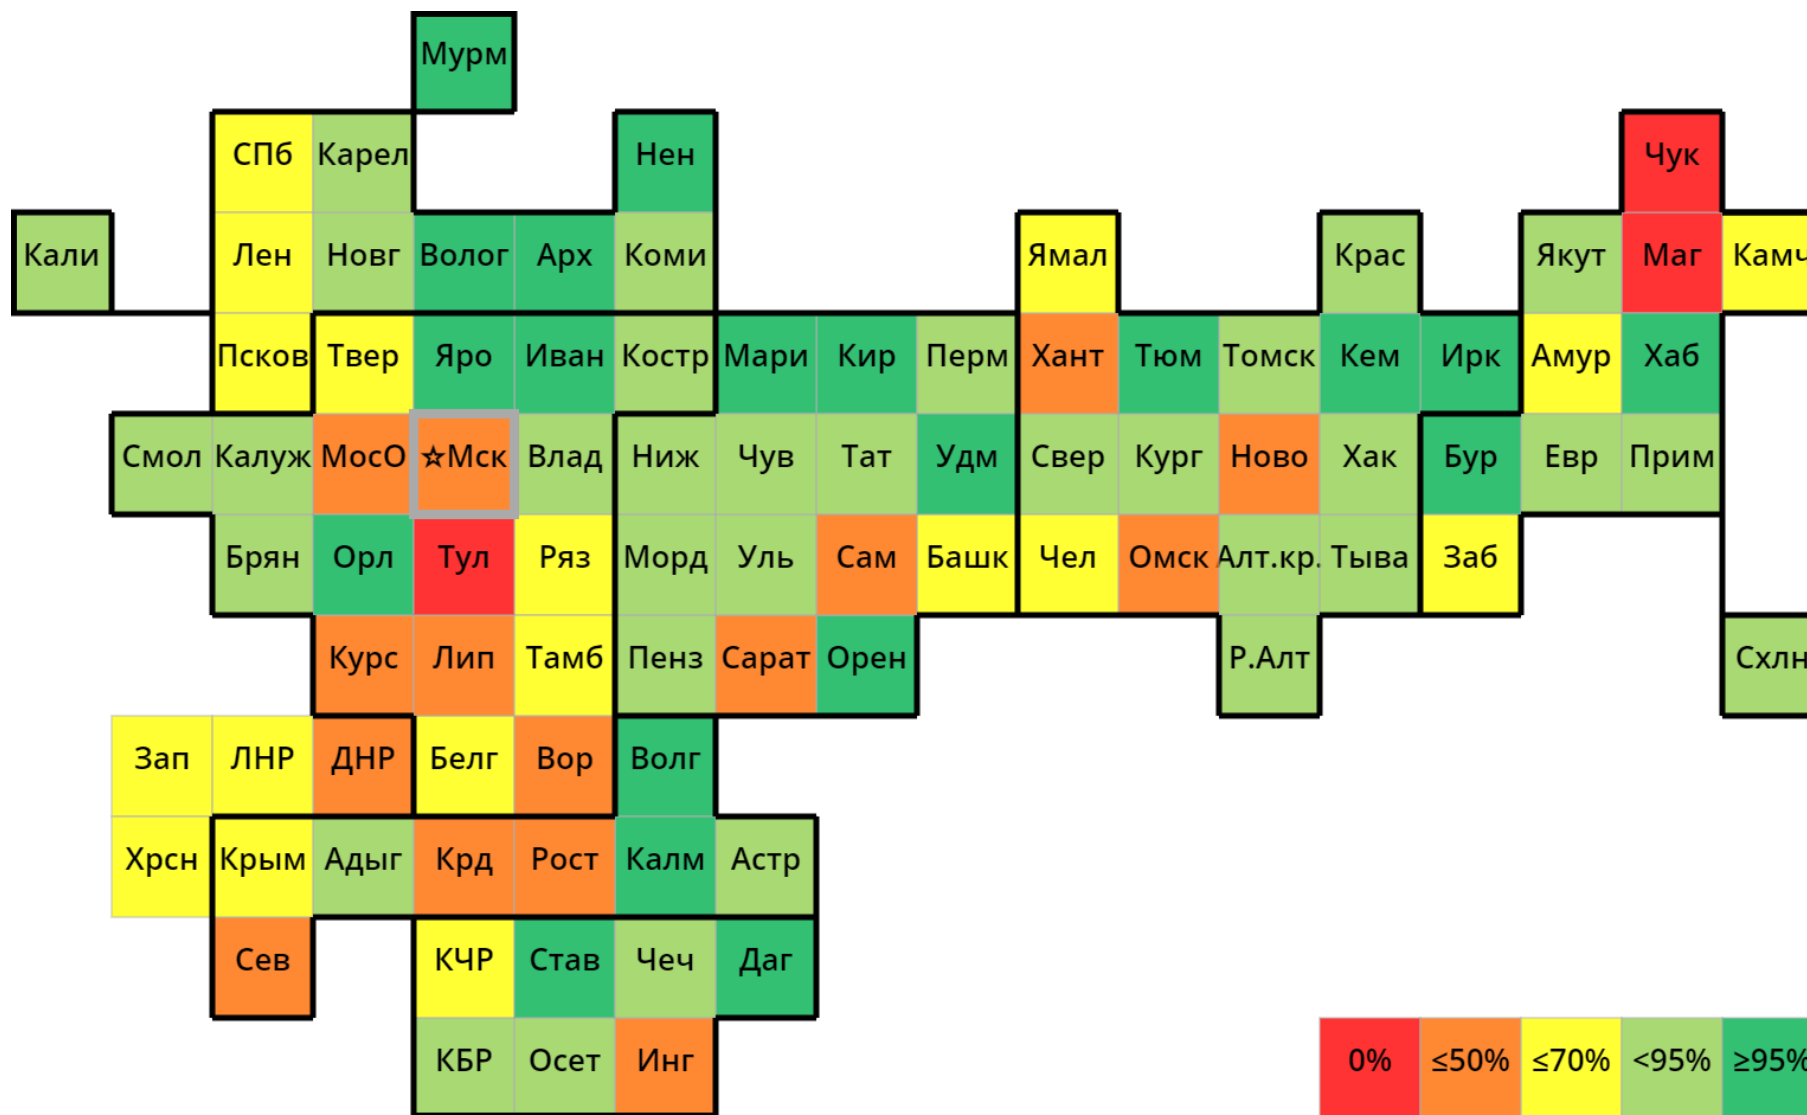 Мурм
СПб Карел Нен Чук
Кали Лен Новг Волог Арх Коми Ямал Крас Якут Маг Камч
Псков Твер Яро Иван Костр Мари Кир Перм Хант Тюм Томск Кем Ирк Амур Хаб
Смол Калуж МосО ☆Мск Влад Ниж Чув Тат Удм Свер Кург Ново Хак Бур Евр Прим
Брян Орл Тул Ряз Морд Уль Сам Башк Чел Омск Алт.кр. Тыва Заб
Курс Лип Тамб Пенз Сарат Орен Р.Алт Схлн
Зап ЛНР ДНР Белг Вор Волг
Хрсн Крым Адыг Крд Рост Калм Астр
Сев КЧР Став Чеч Даг
КБР Осет Инг 0% ≤50% ≤70% <95% ≥95%